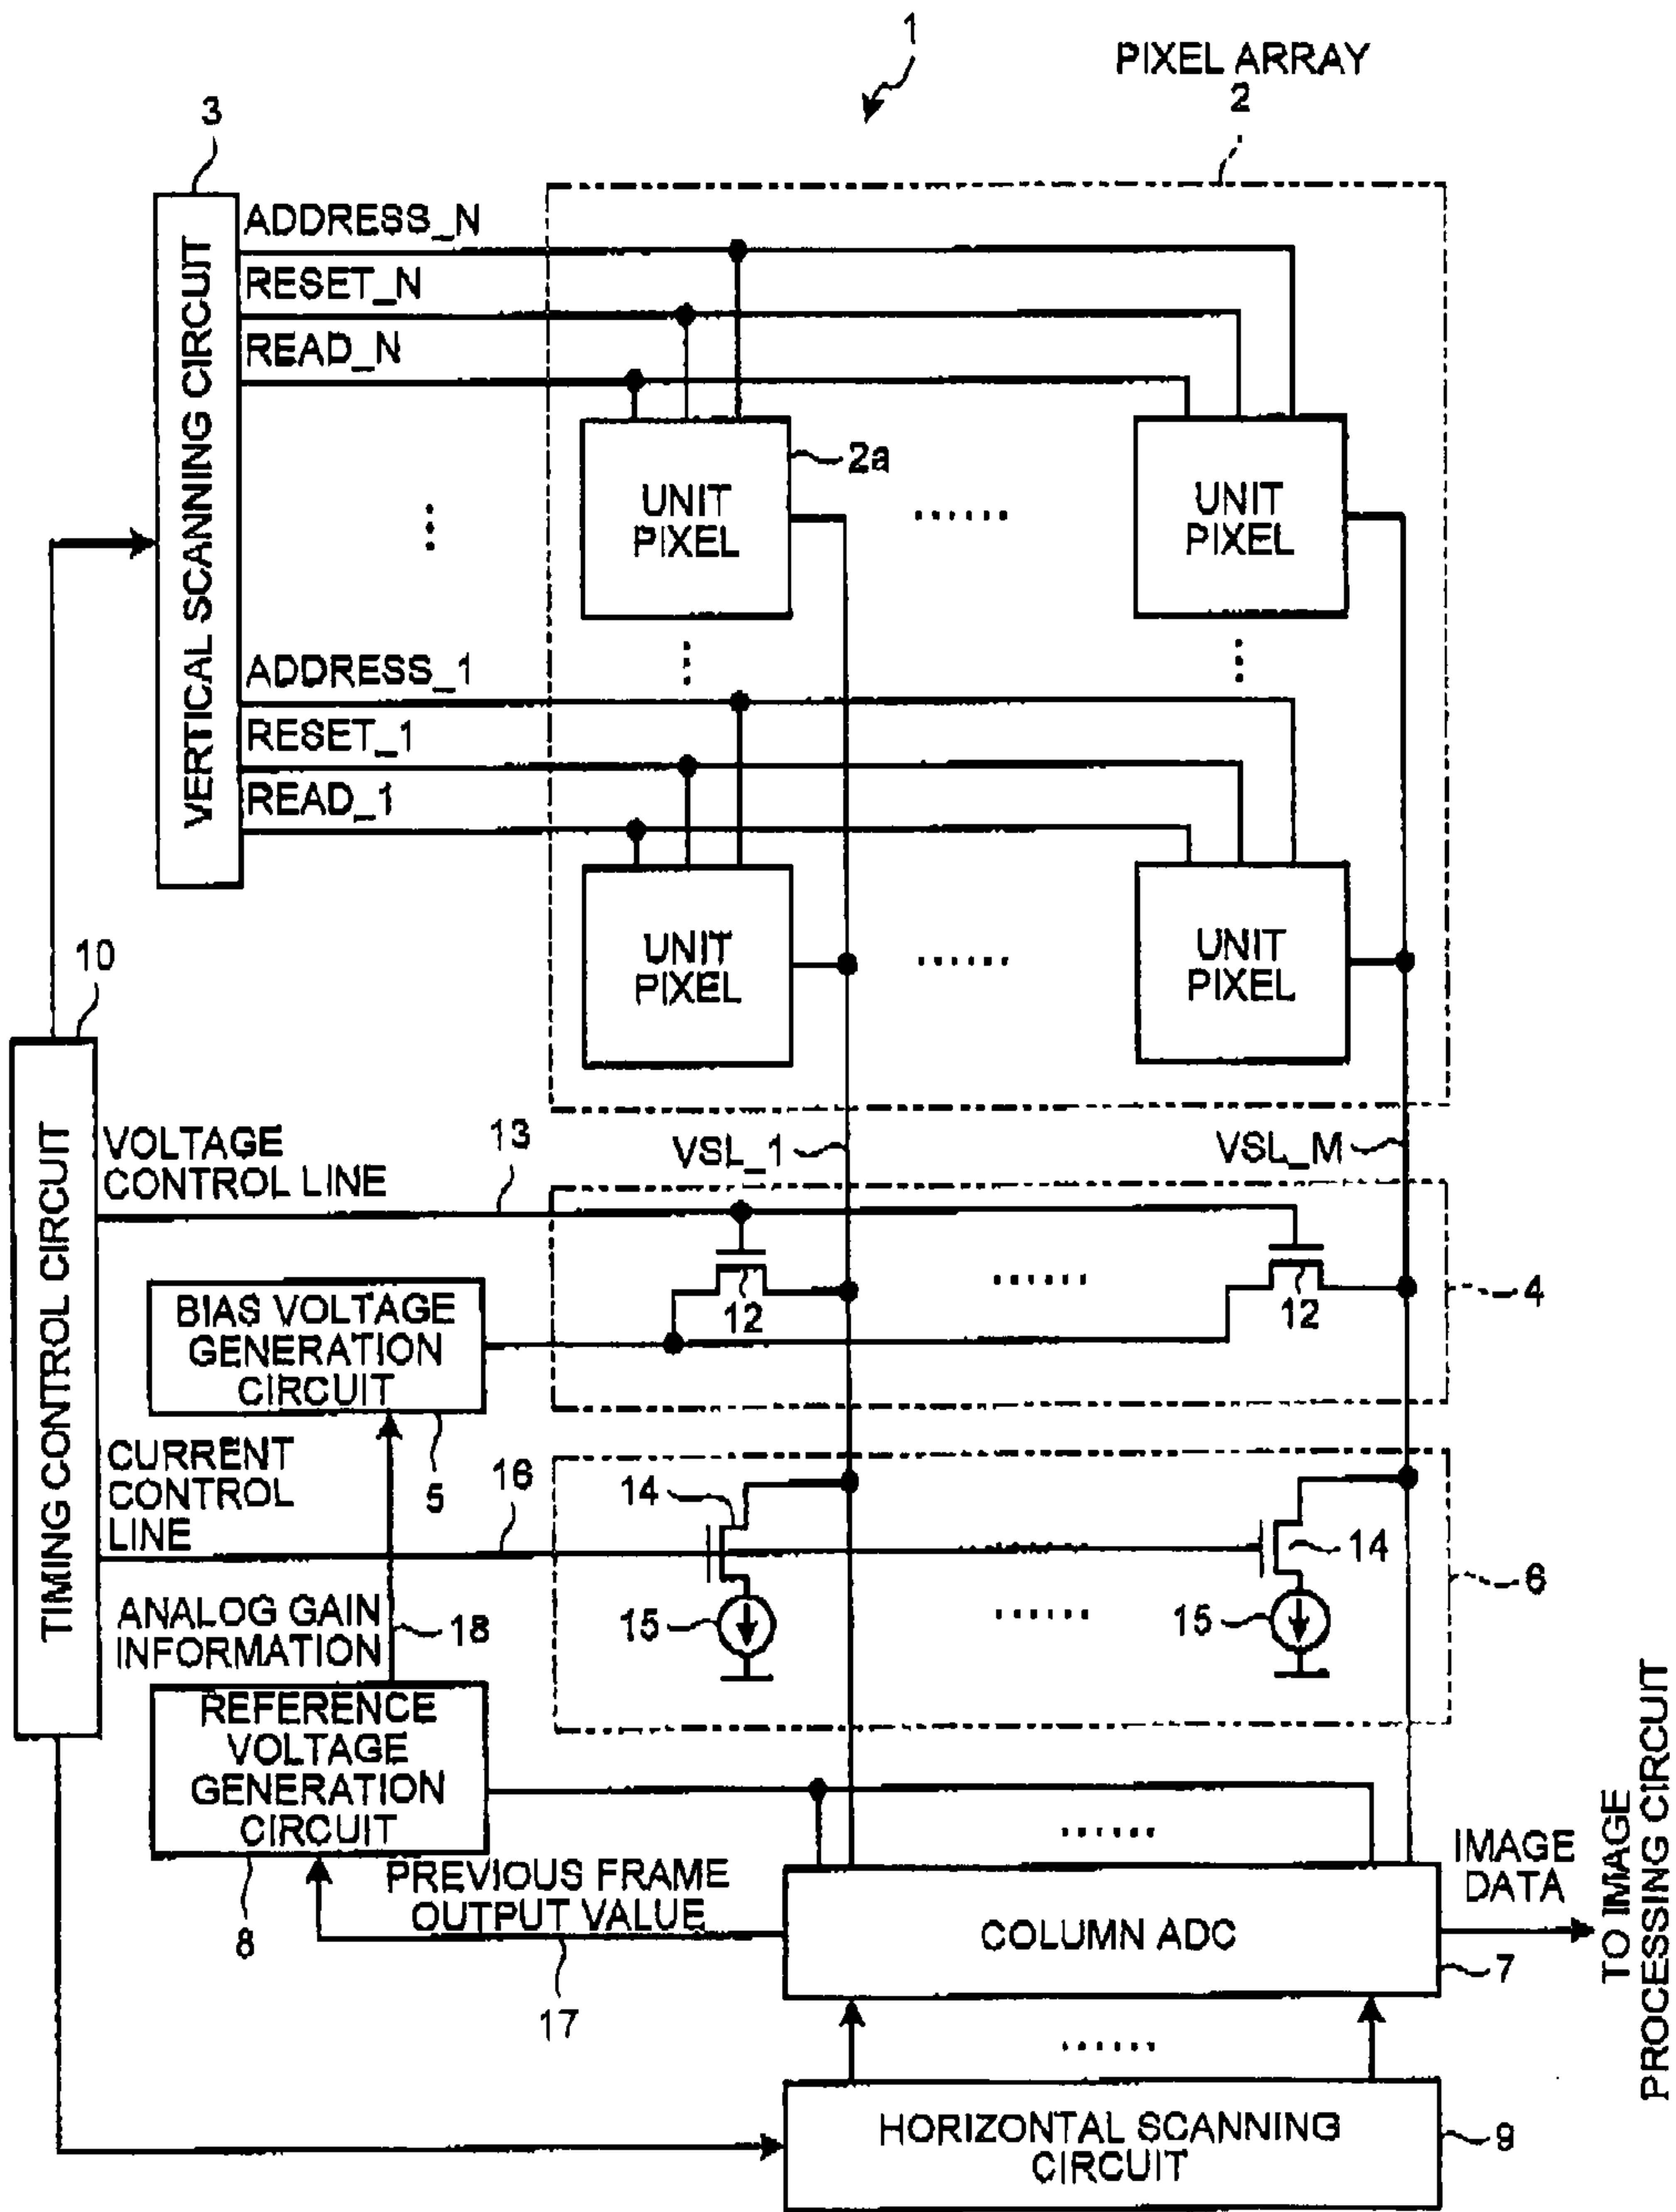 1
PIXEL ARRAY
2
3
VERTICAL SCANNING CIRCUIT
ADDRESS_N
RESET_N
READ_N
2a
UNIT
PIXEL
......
UNIT
PIXEL
ADDRESS_1
RESET_1
READ_1
UNIT
PIXEL
......
UNIT
PIXEL
10
TIMING CONTROL CIRCUIT
VOLTAGE
CONTROL LINE
13
VSL_1
VSL_M
12
......
12
4
BIAS VOLTAGE
GENERATION
CIRCUIT
5
CURRENT
CONTROL
LINE
16
14
14
6
15
......
15
ANALOG GAIN
INFORMATION
18
REFERENCE
VOLTAGE
GENERATION
CIRCUIT
8
......
PREVIOUS FRAME
OUTPUT VALUE
17
COLUMN ADC
7
IMAGE
DATA
TO IMAGE
PROCESSING CIRCUIT
......
HORIZONTAL SCANNING
CIRCUIT
9